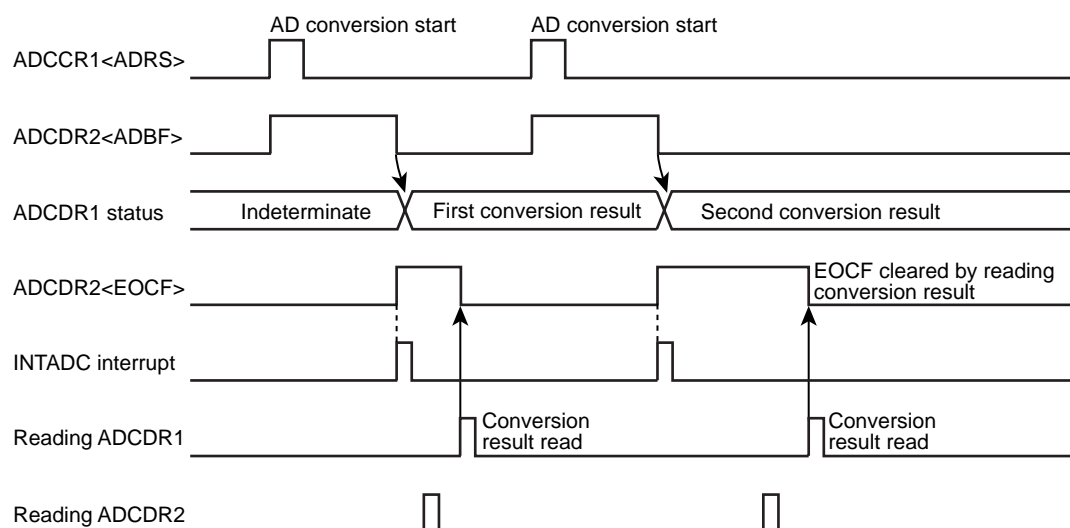 AD conversion start
AD conversion start
ADCCR1<ADRS>
ADCDR2<ADBF>
ADCDR1 status
Indeterminate
First conversion result
Second conversion result
ADCDR2<EOCF>
EOCF cleared by reading
conversion result
INTADC interrupt
Reading ADCDR1
Conversion
result read
Conversion
result read
Reading ADCDR2